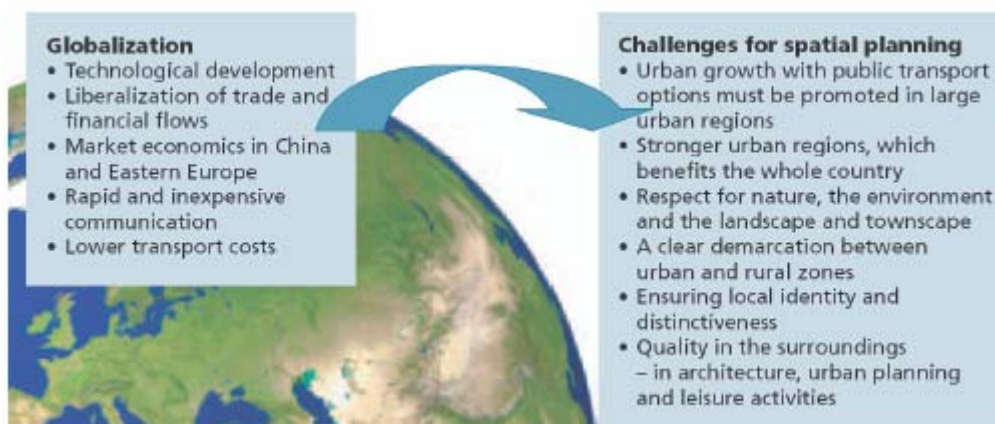 Globalization
• Technological development
• Liberalization of trade and
financial flows
• Market economics in China
and Eastern Europe
• Rapid and inexpensive
communication
• Lower transport costs
Challenges for spatial planning
• Urban growth with public transport
options must be promoted in large
urban regions
• Stronger urban regions, which
benefits the whole country
• Respect for nature, the environment
and the landscape and townscape
• A clear demarcation between
urban and rural zones
• Ensuring local identity and
distinctiveness
• Quality in the surroundings
– in architecture, urban planning
and leisure activities